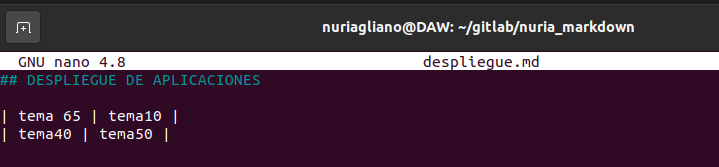 nuriagliano@DAW: ~/gitlab/nuria_markdown
GNU nano 4.8 despliegue.md
## DESPLIEGUE DE APLICACIONES
| tema 65 | tema10 |
| tema40 | tema50 |